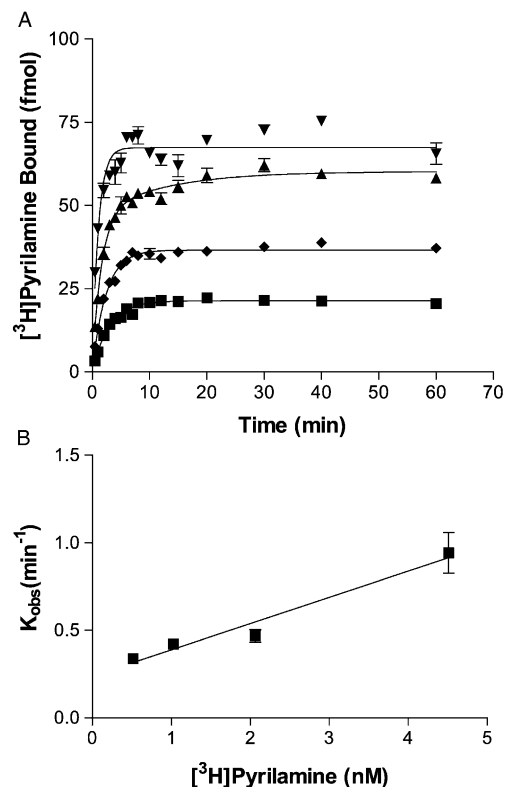 A
[³H]Pyrilamine Bound (fmol)
100
75
50
25
0
0 10 20 30 40 50 60 70
Time (min)
B
K_obs(min⁻¹)
1.5
1.0
0.5
0.0
0 1 2 3 4 5
[³H]Pyrilamine (nM)